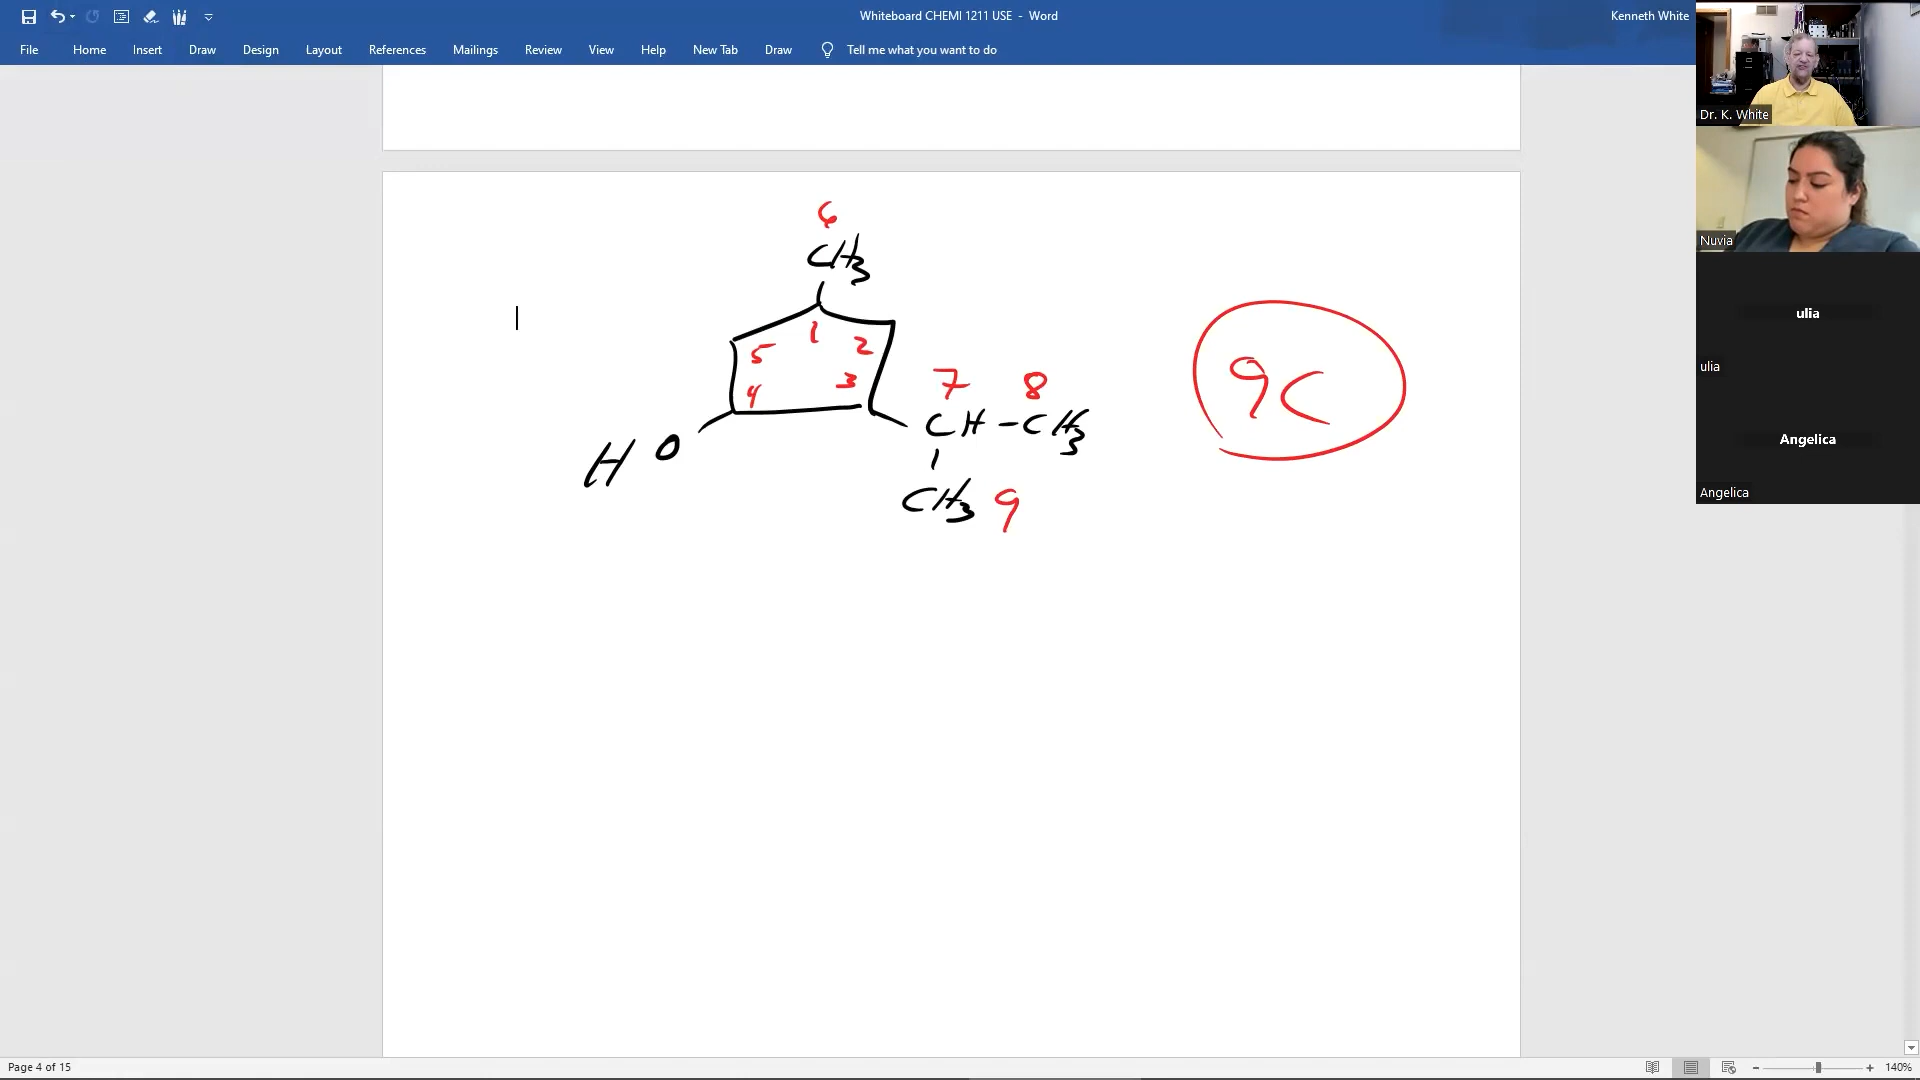 Whiteboard CHEMI 1211 USE - Word
Kenneth White
File Home Insert Draw Design Layout References Mailings Review View Help New Tab Draw Tell me what you want to do
Dr. K. White
Nuvia
ulia
ulia
Angelica
Angelica
6
CH3
1
5 2
4 3
7 8
CH-CH3
HO
CH3 9
9C
Page 4 of 15
140%